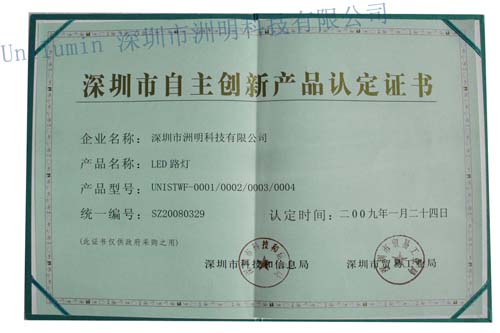 Unilumin 深圳市洲明科技有限公司
深圳市自主创新产品认定证书
企业名称：深圳市洲明科技有限公司
产品名称：LED 路灯
产品型号：UNISTWF-0001/0002/0003/0004
统一编号：SZ20080329 认定时间：二00九年一月二十四日
(此证书仅供政府采购之用)
深圳市科技和信息局 深圳市贸易工业局